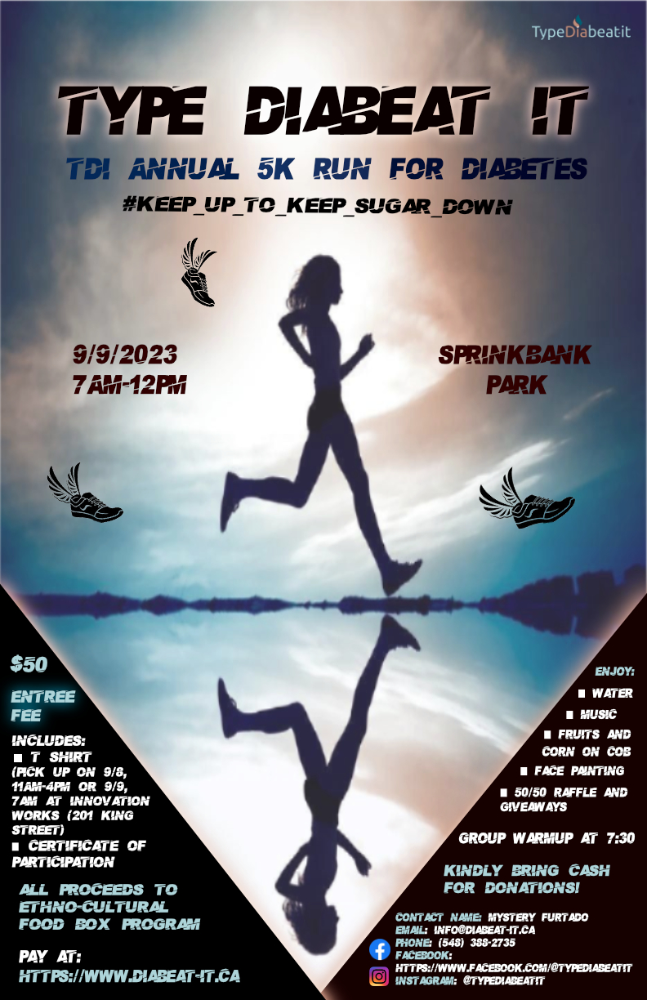 TypeDiabeat-it
TYPE DIABEAT IT
TDI ANNUAL 5K RUN FOR DIABETES
#KEEP_UP_TO_KEEP_SUGAR_DOWN
9/9/2023
7AM-12PM
SPRINKBANK
PARK
$50
ENTREE
FEE
INCLUDES:
■ T SHIRT
(PICK UP ON 9/8,
11AM-4PM OR 9/9,
7AM AT INNOVATION
WORKS (201 KING
STREET)
■ CERTIFICATE OF
PARTICIPATION
ALL PROCEEDS TO
ETHNO-CULTURAL
FOOD BOX PROGRAM
PAY AT:
HTTPS://WWW.DIABEAT-IT.CA
ENJOY:
■ WATER
■ MUSIC
■ FRUITS AND
CORN ON COB
■ FACE PAINTING
■ 50/50 RAFFLE AND
GIVEAWAYS
GROUP WARMUP AT 7:30
KINDLY BRING CASH
FOR DONATIONS!
CONTACT NAME: MYSTERY FURTADO
EMAIL: INFO@DIABEAT-IT.CA
PHONE: (548) 388-2735
FACEBOOK:
HTTPS://WWW.FACEBOOK.COM/@TYPEDIABEATIT
INSTAGRAM: @TYPEDIABEATIT